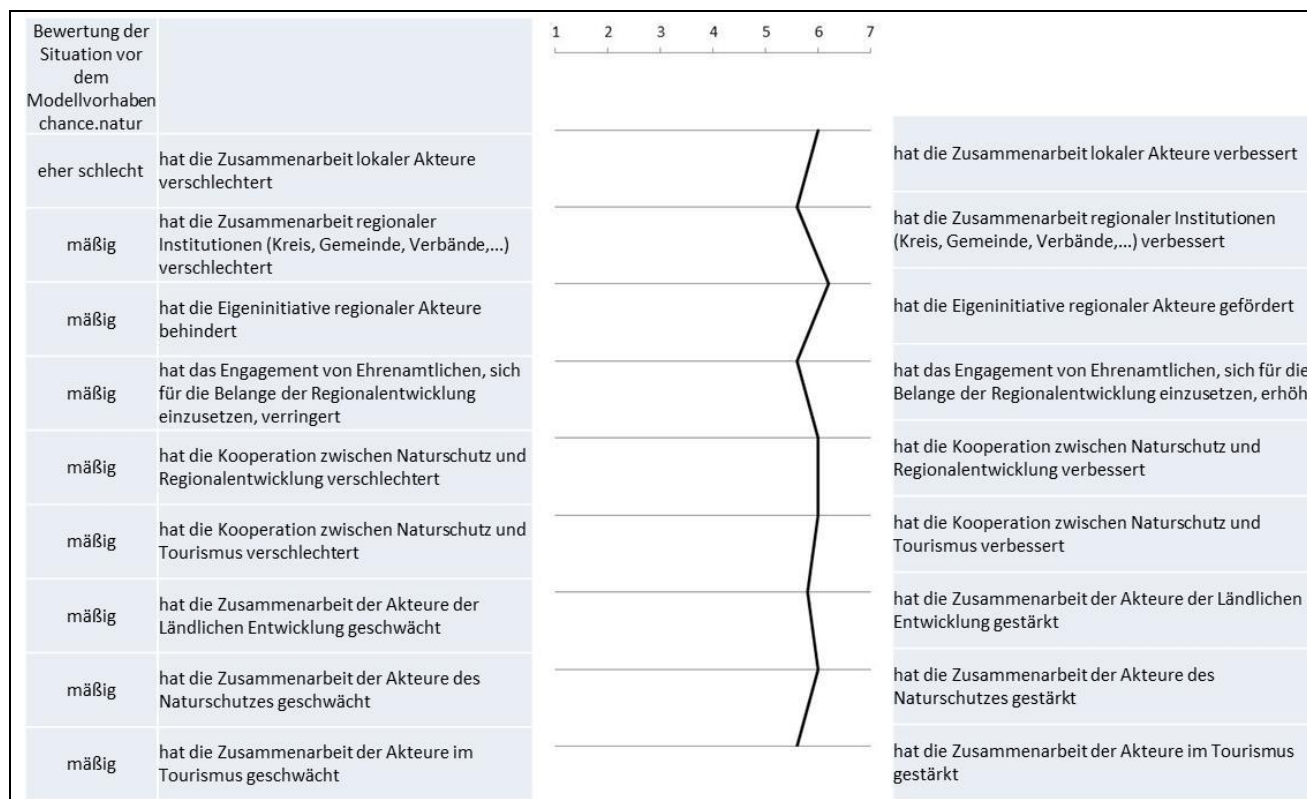 Bewertung der
Situation vor
dem
Modellvorhaben
chance.natur
1 2 3 4 5 6 7
eher schlecht
hat die Zusammenarbeit lokaler Akteure
verschlechtert
hat die Zusammenarbeit lokaler Akteure verbessert
mäßig
hat die Zusammenarbeit regionaler
Institutionen (Kreis, Gemeinde, Verbände,...)
verschlechtert
hat die Zusammenarbeit regionaler Institutionen
(Kreis, Gemeinde, Verbände,...) verbessert
mäßig
hat die Eigeninitiative regionaler Akteure
behindert
hat die Eigeninitiative regionaler Akteure gefördert
mäßig
hat das Engagement von Ehrenamtlichen, sich
für die Belange der Regionalentwicklung
einzusetzen, verringert
hat das Engagement von Ehrenamtlichen, sich für die
Belange der Regionalentwicklung einzusetzen, erhöh
mäßig
hat die Kooperation zwischen Naturschutz und
Regionalentwicklung verschlechtert
hat die Kooperation zwischen Naturschutz und
Regionalentwicklung verbessert
mäßig
hat die Kooperation zwischen Naturschutz und
Tourismus verschlechtert
hat die Kooperation zwischen Naturschutz und
Tourismus verbessert
mäßig
hat die Zusammenarbeit der Akteure der
Ländlichen Entwicklung geschwächt
hat die Zusammenarbeit der Akteure der Ländlichen
Entwicklung gestärkt
mäßig
hat die Zusammenarbeit der Akteure des
Naturschutzes geschwächt
hat die Zusammenarbeit der Akteure des
Naturschutzes gestärkt
mäßig
hat die Zusammenarbeit der Akteure im
Tourismus geschwächt
hat die Zusammenarbeit der Akteure im Tourismus
gestärkt